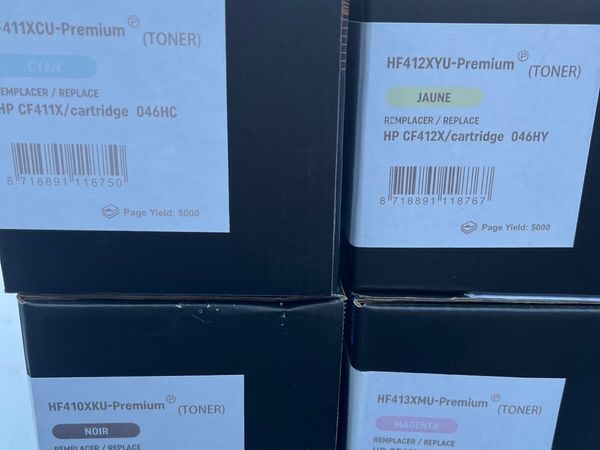 F411XCU-Premium Ⓟ (TONER)
CYAN
REMPLACER / REPLACE
HP CF411X/cartridge 046HC
8 718891 118750
Page Yield: 5000
HF412XYU-Premium Ⓟ (TONER)
JAUNE
REMPLACER / REPLACE
HP CF412X/cartridge 046HY
8 718891 118767
Page Yield: 5000
HF410XKU-Premium Ⓟ (TONER)
NOIR
REMPLACER / REPLACE
HF413XMU-Premium Ⓟ (TONER)
MAGENTA
REMPLACER / REPLACE